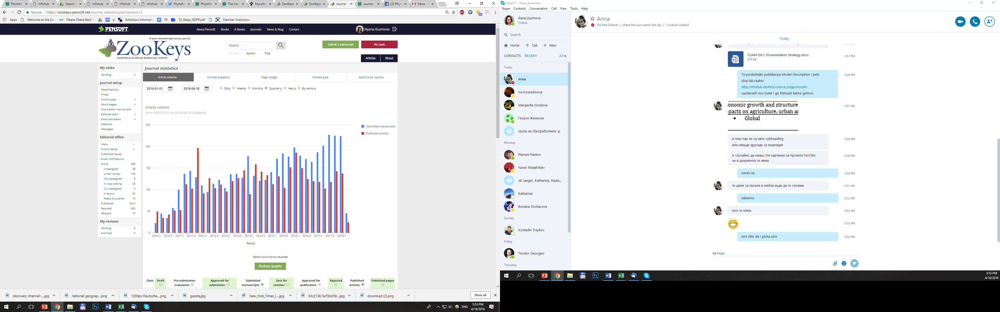 PhytoKe
Infohub
Search r
Infohub
Infohub
Infohub
PhytoKe
PhytoKe
The hidd
MycoKe
ZooKeys
ZooKeys
Journal s
Journal
(2) Phyto
Inbox - i
Secure
https://zookeys.pensoft.net/journal_statistics.php?section=2
Apps
Welcome to the Euro
Please Check Back T
d
Exhibitors Informatio
PS
10_Steps_GDPR.pdf
Member Institutions
PENSOFT.
About Pensoft
Books
E-Books
Journals
News & Blog
Contact
Iliyana Kuzmova
A peer-reviewed open-access journal
ZooKeys
Launched to accelerate biodiversity research
Search...
Full Text
Author
Title
Submit a manuscript
My tasks
Articles
About
My tasks
Pending 0
Journal setup
Classifications
Prices
Article types +
About pages +
Incomplete manuscripts
Editorial team +
Email templates +
Statistics
Messages
Editorial office
Users +
Future issues +
Published issues
Email notifications
Active 306
Unassigned 38
Under review 193
CE unassigned 8
In copy editing 28
LE unassigned 0
In layout 20
Ready to publish 19
Published 4010
Rejected 662
Delayed 70
My reviews
Pending 0
Archived 0
Journal statistics
Article volume
Articles snapshot
Page ranges
Articles type
Authors by country
2010-01-01
2018-04-18
Daily
Weekly
Monthly
Quarterly
Yearly
By century
Article volume
From 2010-01-01 to 2018-04-18 (Quaterly)
250
200
150
100
50
0
Submitted manuscripts
Published articles
2010-1
2010-3
2011-1
2011-3
2012-1
2012-3
2013-1
2013-3
2014-1
2014-3
2015-1
2015-3
2016-1
2016-3
2017-1
2017-3
2018-1
Period
Select columns to visualise
Redraw graphic
Date
Draft
Pre-submission
evaluation
Approved for
submission
Submitted
manuscripts
Sent for
revision
Approved for
publication
Rejected
Published
articles
Published pages
discovery-channel-....jpg
national-geograp....png
1200px-Deutsche....png
gazeta.jpg
New_York_Times_l....jpg
83c213b7acf3bd59....jpg
download (2).png
Show all
ENG
5:53 PM
4/18/2018
Skype™ - iliana_kuzmova
Skype
Contacts
Conversation
Call
View
Tools
Help
iliana_kuzmova
Online
Search
Home
Call
New
CONTACTS
RECENT
All
Today
Anna
Iva Kostadinova
Margarita Grudova
Георги Железов
група на (без)работните :p
Monday
Plamen Pankov
Yasen Mutafchiev
Jill Jaeger, Katharina, Paula...
Katharina
Boriana Ovcharova
Sunday
Kostadin Traykov
Friday
Teodor Georgiev
Thursday
Anna
Do Not Disturb | where the sun warms the sky | 1 mutual contact
Today
CLAIM D6.2 Dissemination Strategy.docx
878 KB
2:51 PM
Ta poslednata publikaciya Model Description I pets
idva tuk realno
http://infohub.devtest.science/page/models
suzdavash nov bulet I go linkvash katoe gotovo
3:26 PM
conomic growth and structure
pacts on agriculture, urban ar
• Global
3:57 PM
а тези пак ли са като subheading
или някъде другаде се въвеждат
3:58 PM
А случайно да имаш 3те картинки за проекта ForClim,
че в документа ги няма
5:46 PM
mmm ne
5:50 PM
те даже са писали в мейла къде да ги сложим
5:51 PM
zabavno
5:52 PM
ноо ги няма
5:52 PM
5:52 PM
emi shte da I pisha utre
5:52 PM
via Skype
5:53 PM
4/18/2018